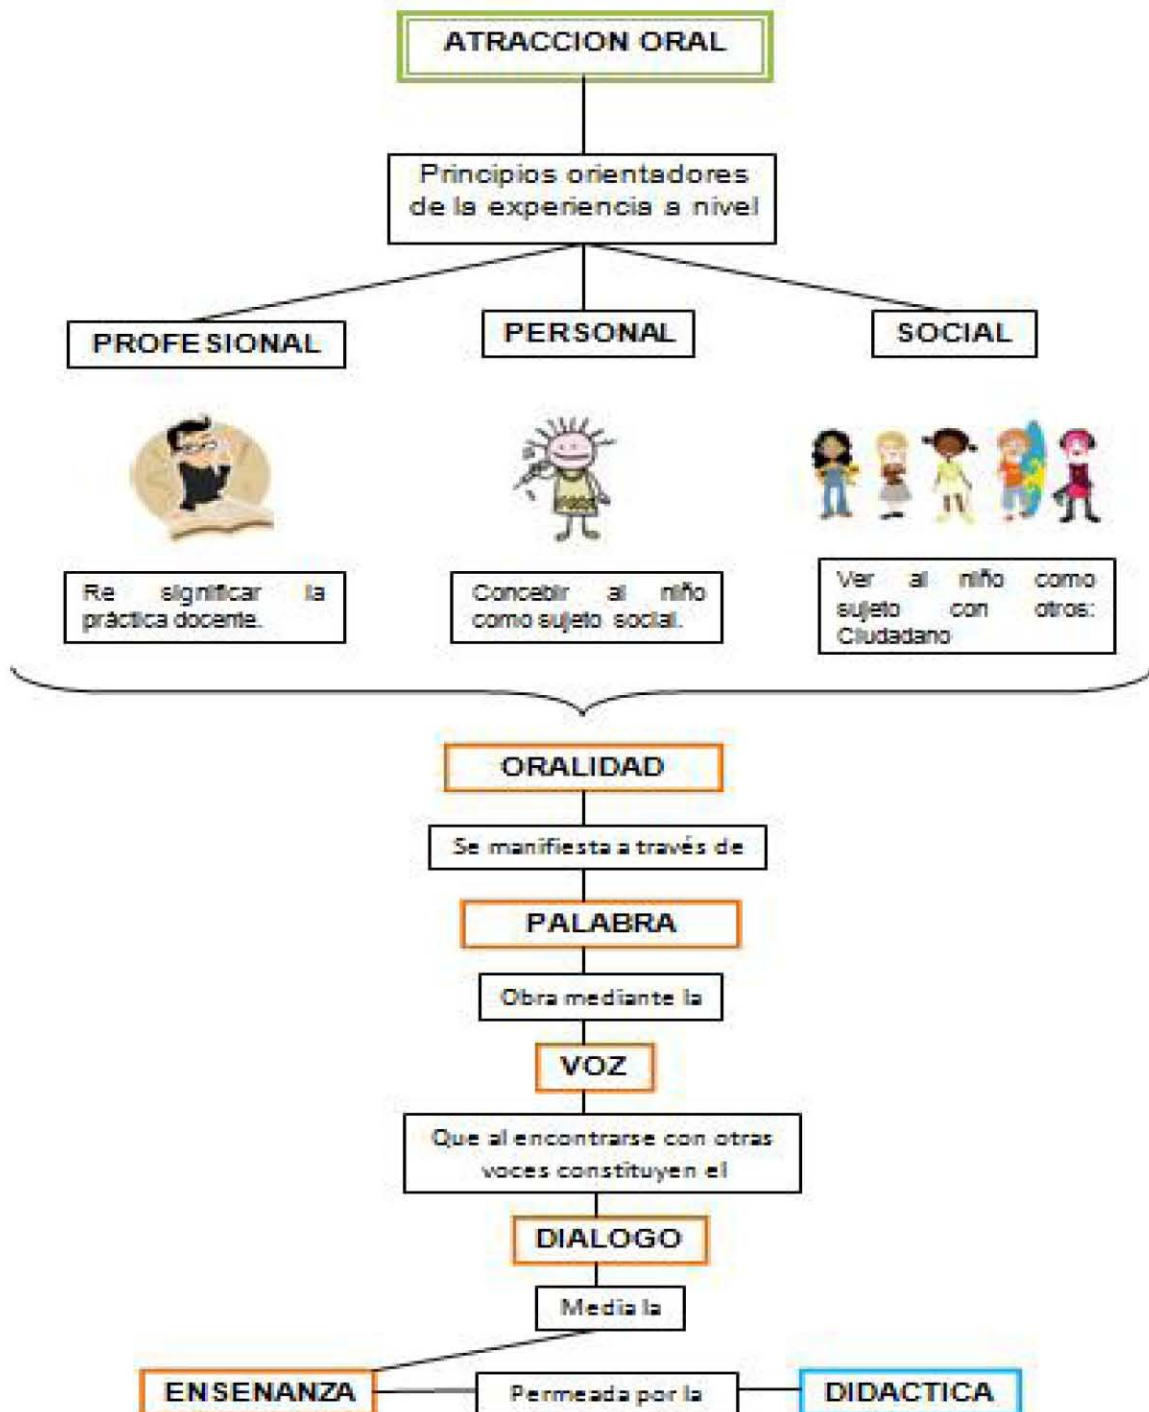 ATRACCION ORAL
Principios orientadores
de la experiencia a nivel
PROFESIONAL
PERSONAL
SOCIAL
Re significar la
práctica docente.
Concebir al niño
como sujeto social.
Ver al niño como
sujeto con otros:
Ciudadano
ORALIDAD
Se manifiesta a través de
PALABRA
Obra mediante la
VOZ
Que al encontrarse con otras
voces constituyen el
DIALOGO
Media la
ENSENANZA
Permeada por la
DIDACTICA